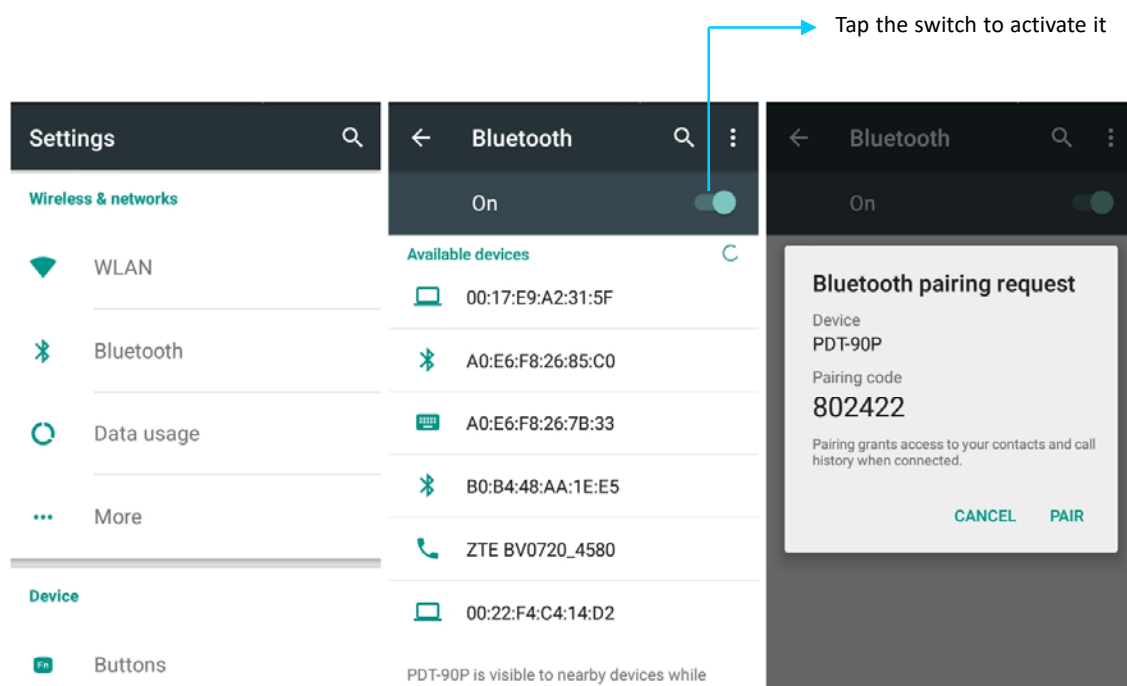 Tap the switch to activate it
Settings
Wireless & networks
WLAN
Bluetooth
Data usage
More
Device
Fn
Buttons
Bluetooth
On
Available devices
00:17:E9:A2:31:5F
A0:E6:F8:26:85:C0
A0:E6:F8:26:7B:33
B0:B4:48:AA:1E:E5
ZTE BV0720_4580
00:22:F4:C4:14:D2
PDT-90P is visible to nearby devices while
Bluetooth
On
Bluetooth pairing request
Device
PDT-90P
Pairing code
802422
Pairing grants access to your contacts and call
history when connected.
CANCEL PAIR